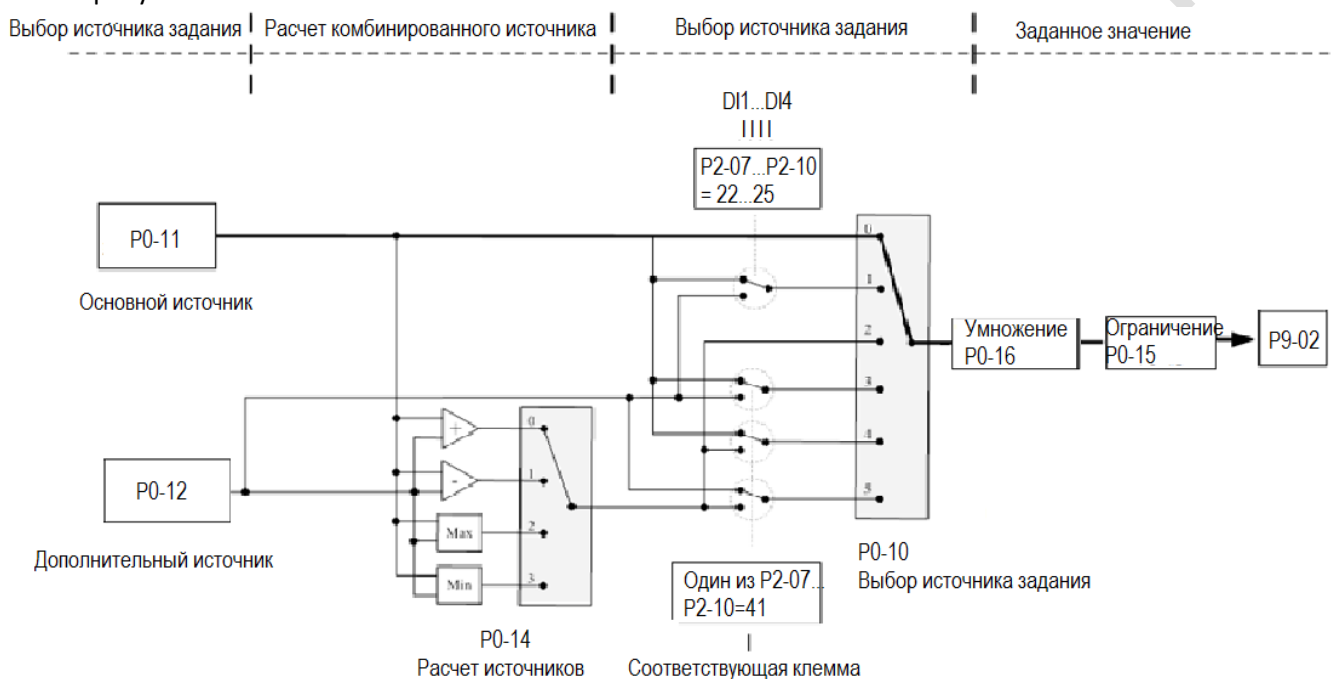 Выбор источника задания
Расчет комбинированного источника
Выбор источника задания
Заданное значение
DI1...DI4
P2-07...P2-10
= 22...25
P0-11
Основной источник
0
1
2
Умножение
P0-16
Ограничение
P0-15
P9-02
P0-12
Дополнительный источник
+
-
Max
Min
0
1
2
3
P0-14
Расчет источников
Один из P2-07...
P2-10=41
Соответствующая клемма
P0-10
Выбор источника задания